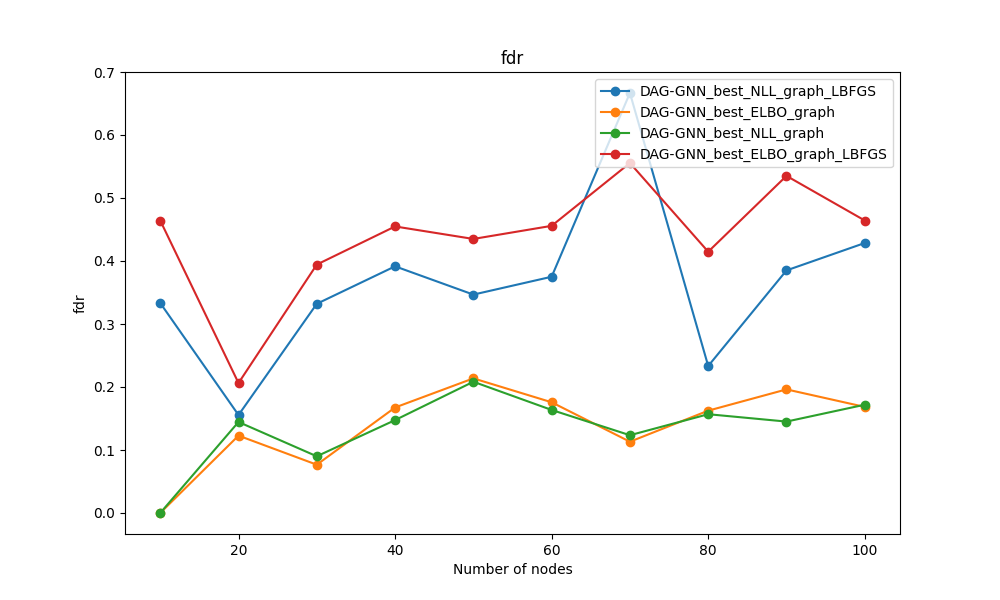 fdr
0.7
0.6
0.5
0.4
0.3
0.2
0.1
0.0
fdr
DAG-GNN_best_NLL_graph_LBFGS
DAG-GNN_best_ELBO_graph
DAG-GNN_best_NLL_graph
DAG-GNN_best_ELBO_graph_LBFGS
20 40 60 80 100
Number of nodes